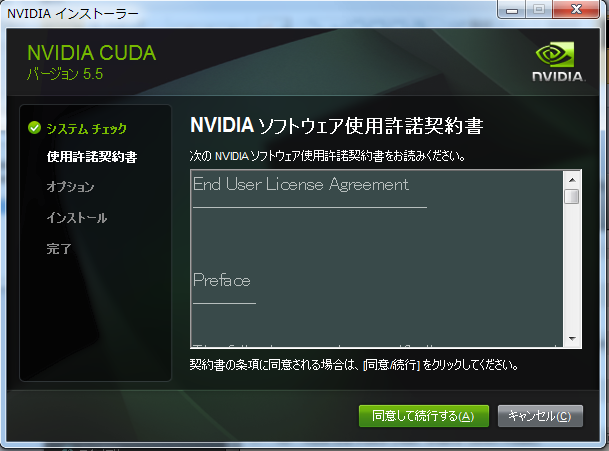 NVIDIA インストーラー
NVIDIA CUDA
バージョン 5.5
NVIDIA.
システム チェック
使用許諾契約書
オプション
インストール
完了
NVIDIA ソフトウェア使用許諾契約書
次の NVIDIA ソフトウェア使用許諾契約書をお読みください。
End User License Agreement
Preface
契約書の条項に同意される場合は、[同意/続行] をクリックしてください。
同意して続行する(A)
キャンセル(C)